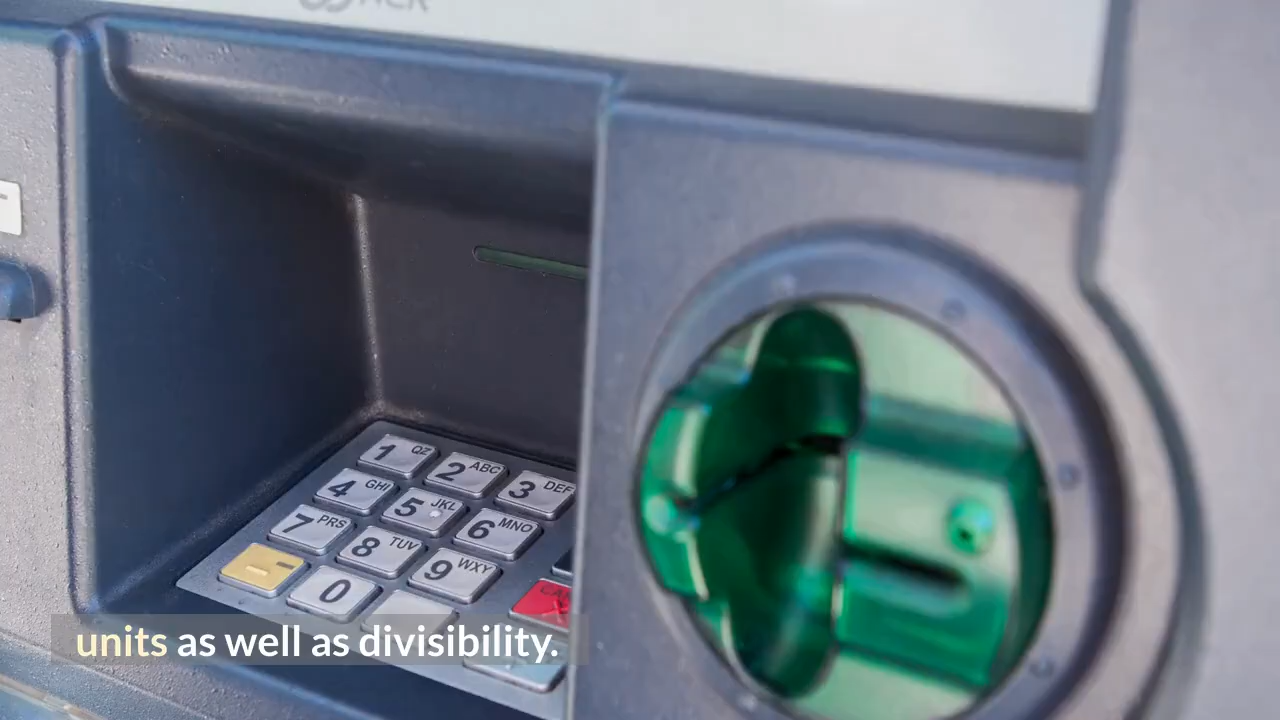 NCR
1 QZ
2 ABC
3 DEF
4 GHI
5 JKL
6 MNO
7 PRS
8 TUV
9 WXY
0
units as well as divisibility.